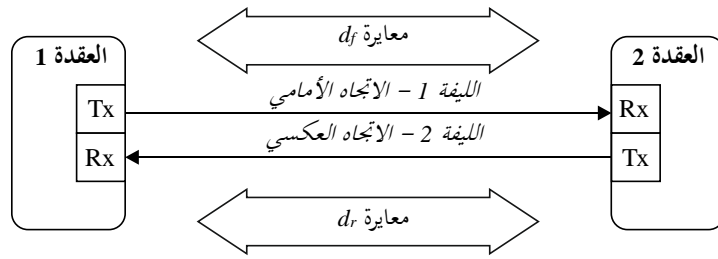 معايرة df
العقدة 1
العقدة 2
الليفة 1 – الاتجاه الأمامي
Tx
Rx
الليفة 2 – الاتجاه العكسي
Rx
Tx
معايرة dr